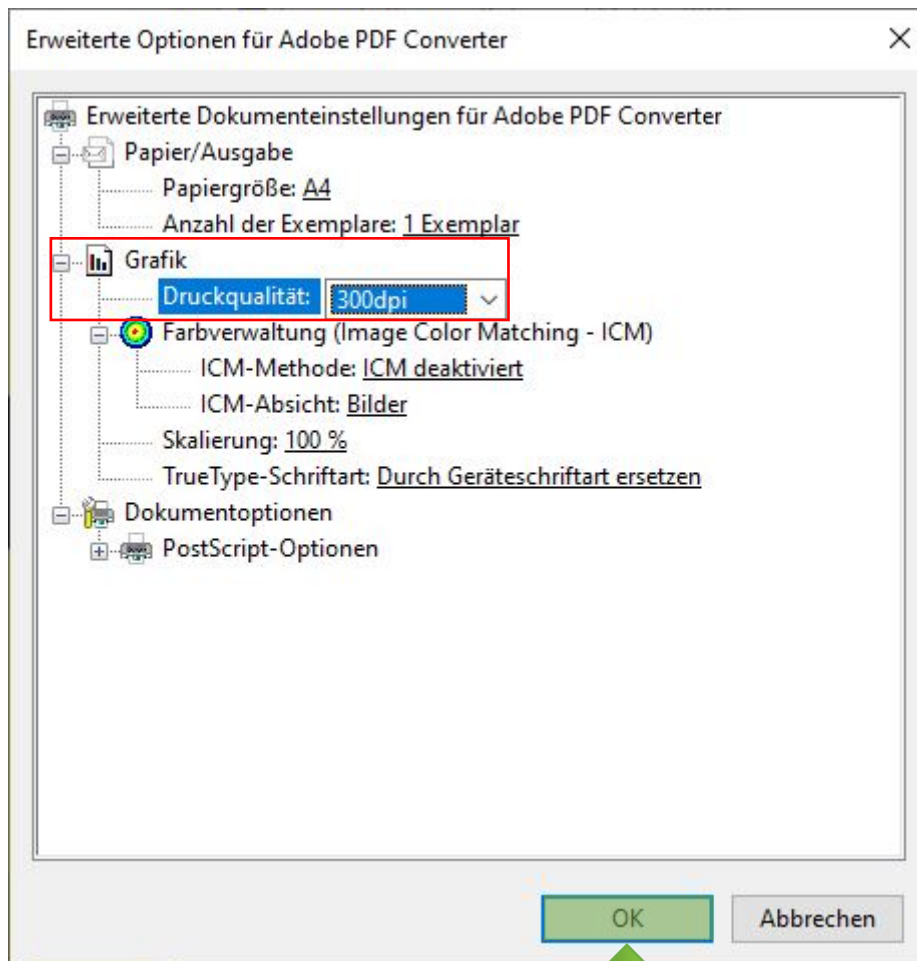 Erweiterte Optionen für Adobe PDF Converter
Erweiterte Dokumenteinstellungen für Adobe PDF Converter
Papier/Ausgabe
Papiergröße: A4
Anzahl der Exemplare: 1 Exemplar
Grafik
Druckqualität: 300dpi
Farbverwaltung (Image Color Matching - ICM)
ICM-Methode: ICM deaktiviert
ICM-Absicht: Bilder
Skalierung: 100 %
TrueType-Schriftart: Durch Geräteschriftart ersetzen
Dokumentoptionen
PostScript-Optionen
OK Abbrechen